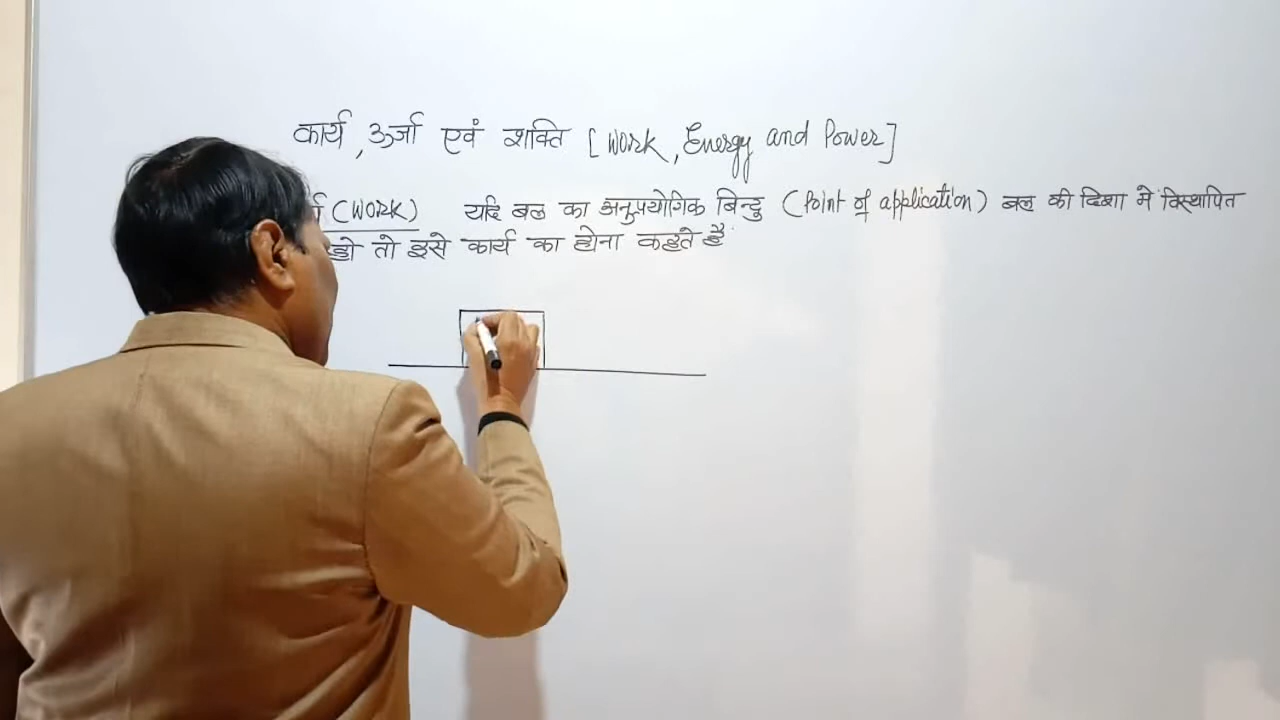 कार्य, ऊर्जा एवं शक्ति [Work, Energy and Power]
(WORK) यदि बल का अनुप्रयोगिक बिन्दु (Point of application) बल की दिशा में विस्थापित
हो तो इसे कार्य का होना कहते है